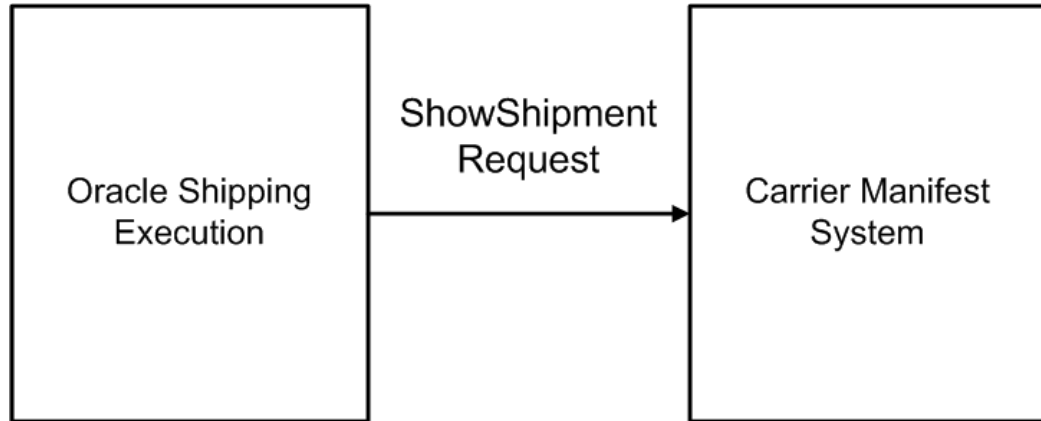 Oracle Shipping
Execution
ShowShipment
Request
Carrier Manifest
System